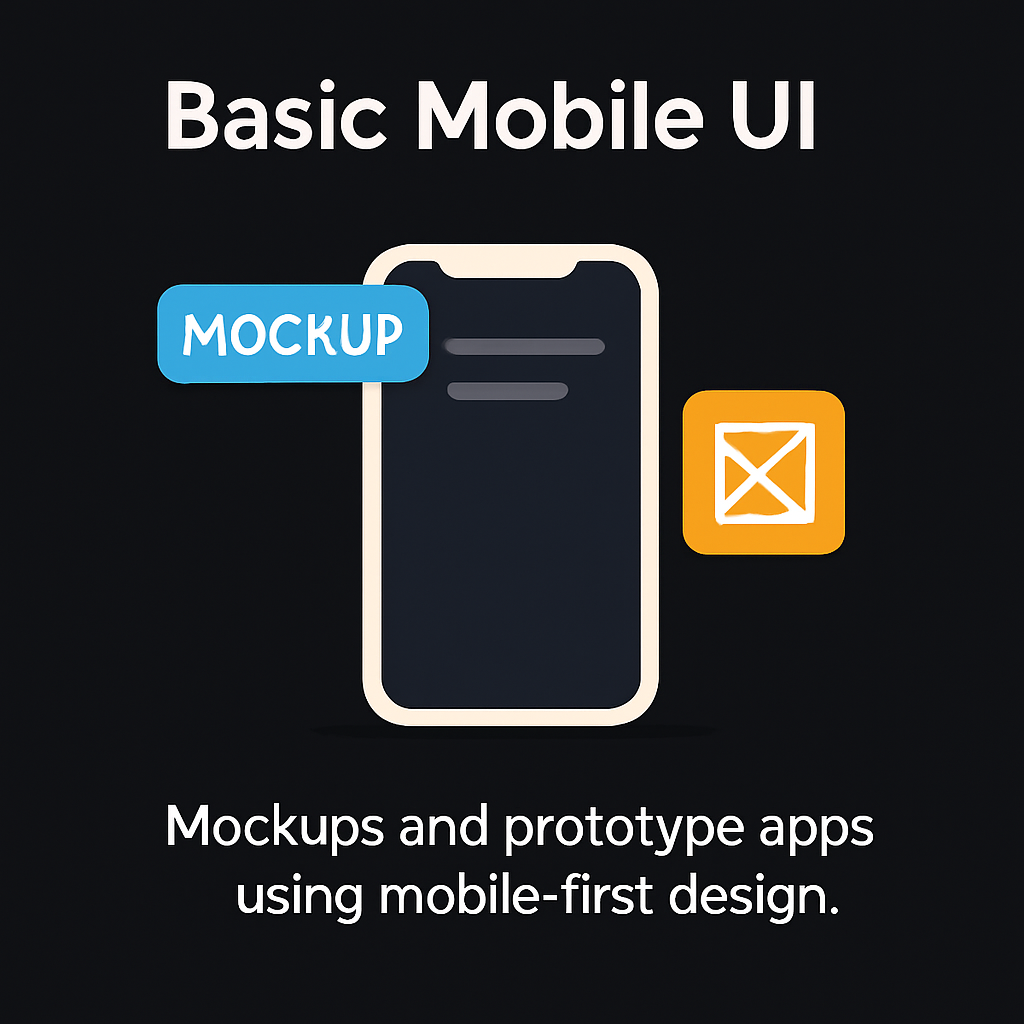 Basic Mobile UI
MOCKUP
Mockups and prototype apps
using mobile-first design.